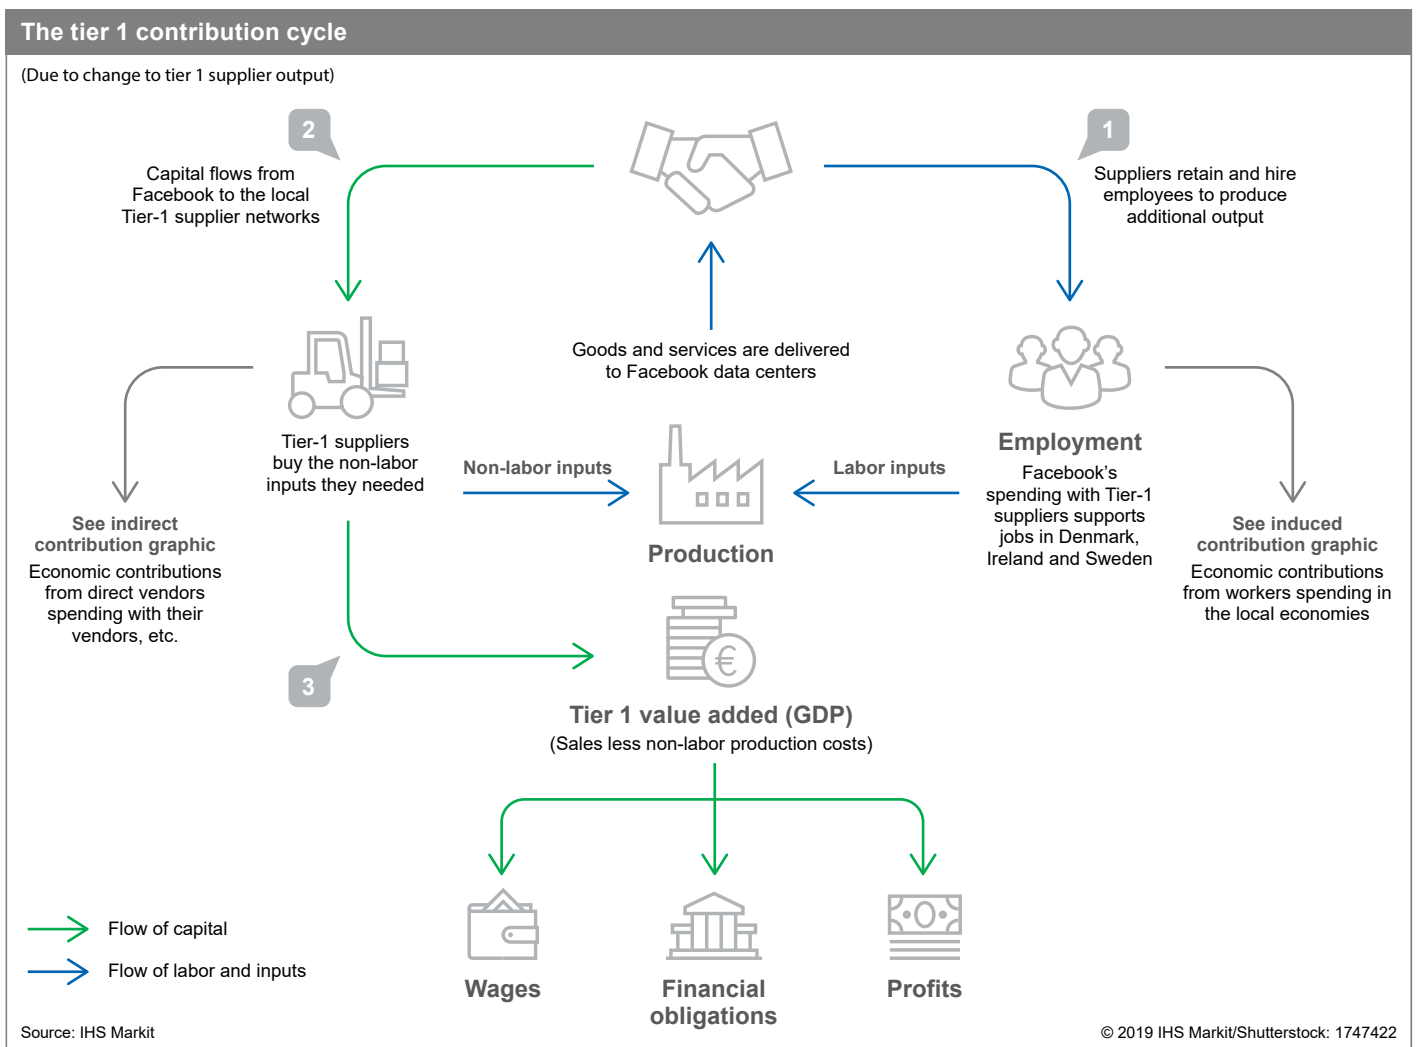 The tier 1 contribution cycle
(Due to change to tier 1 supplier output)
2
Capital flows from
Facebook to the local
Tier-1 supplier networks
1
Suppliers retain and hire
employees to produce
additional output
Goods and services are delivered
to Facebook data centers
Tier-1 suppliers
buy the non-labor
inputs they needed
Non-labor inputs
Labor inputs
Production
Employment
Facebook's
spending with Tier-1
suppliers supports
jobs in Denmark,
Ireland and Sweden
See indirect
contribution graphic
Economic contributions
from direct vendors
spending with their
vendors, etc.
See induced
contribution graphic
Economic contributions
from workers spending in
the local economies
3
€
Tier 1 value added (GDP)
(Sales less non-labor production costs)
Wages
Financial
obligations
Profits
Flow of capital
Flow of labor and inputs
Source: IHS Markit
© 2019 IHS Markit/Shutterstock: 1747422